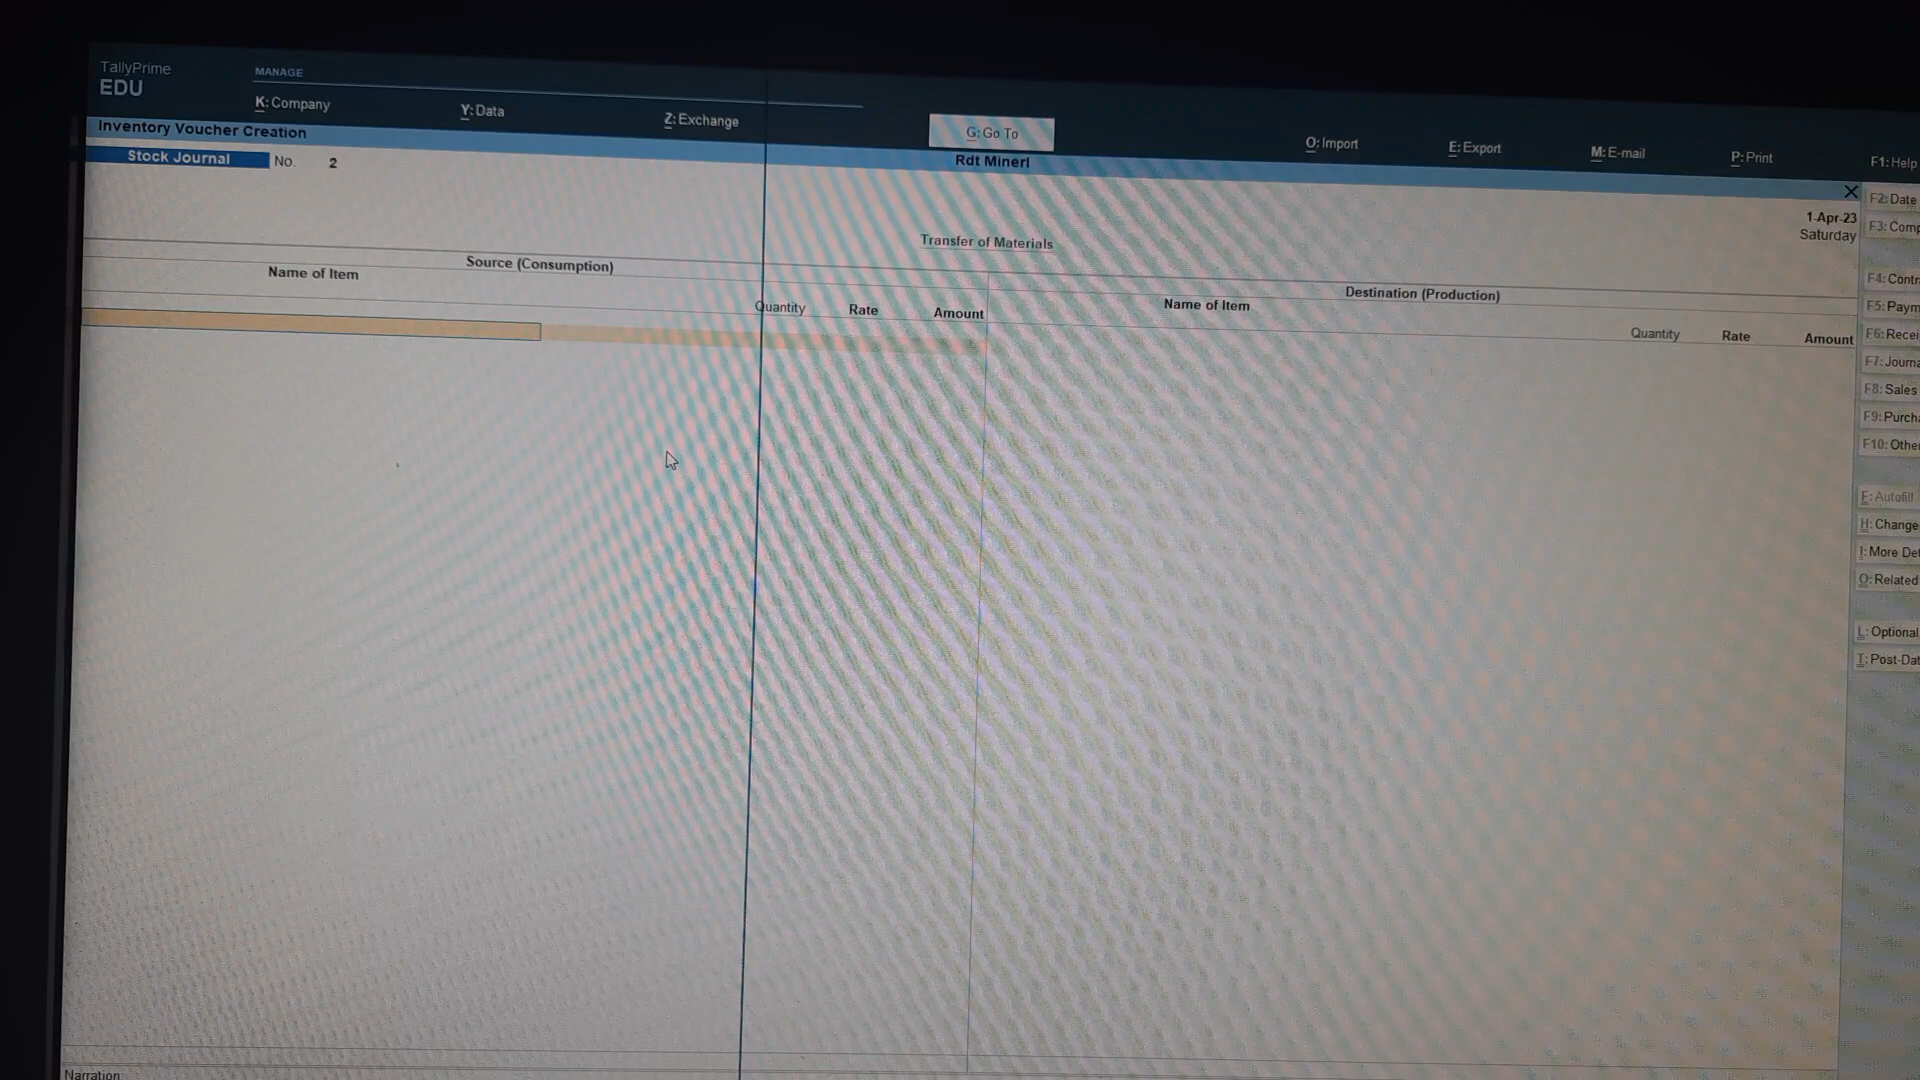 TallyPrime
EDU
MANAGE
K: Company
Y: Data
Z: Exchange
G: Go To
O: Import
E: Export
M: E-mail
P: Print
F1: Help
Inventory Voucher Creation
Rdt Minerl
Stock Journal No. 2
1-Apr-23
Saturday
Transfer of Materials
Source (Consumption)
Destination (Production)
Name of Item
Quantity Rate Amount
Name of Item
Quantity Rate Amount
F2: Date
F3: Comp
F4: Contr
F5: Paym
F6: Recei
F7: Journa
F8: Sales
F9: Purch
F10: Othe
F: Autofill
H: Change
I: More Det
O: Related
L: Optional
T: Post-Dat
Narration: